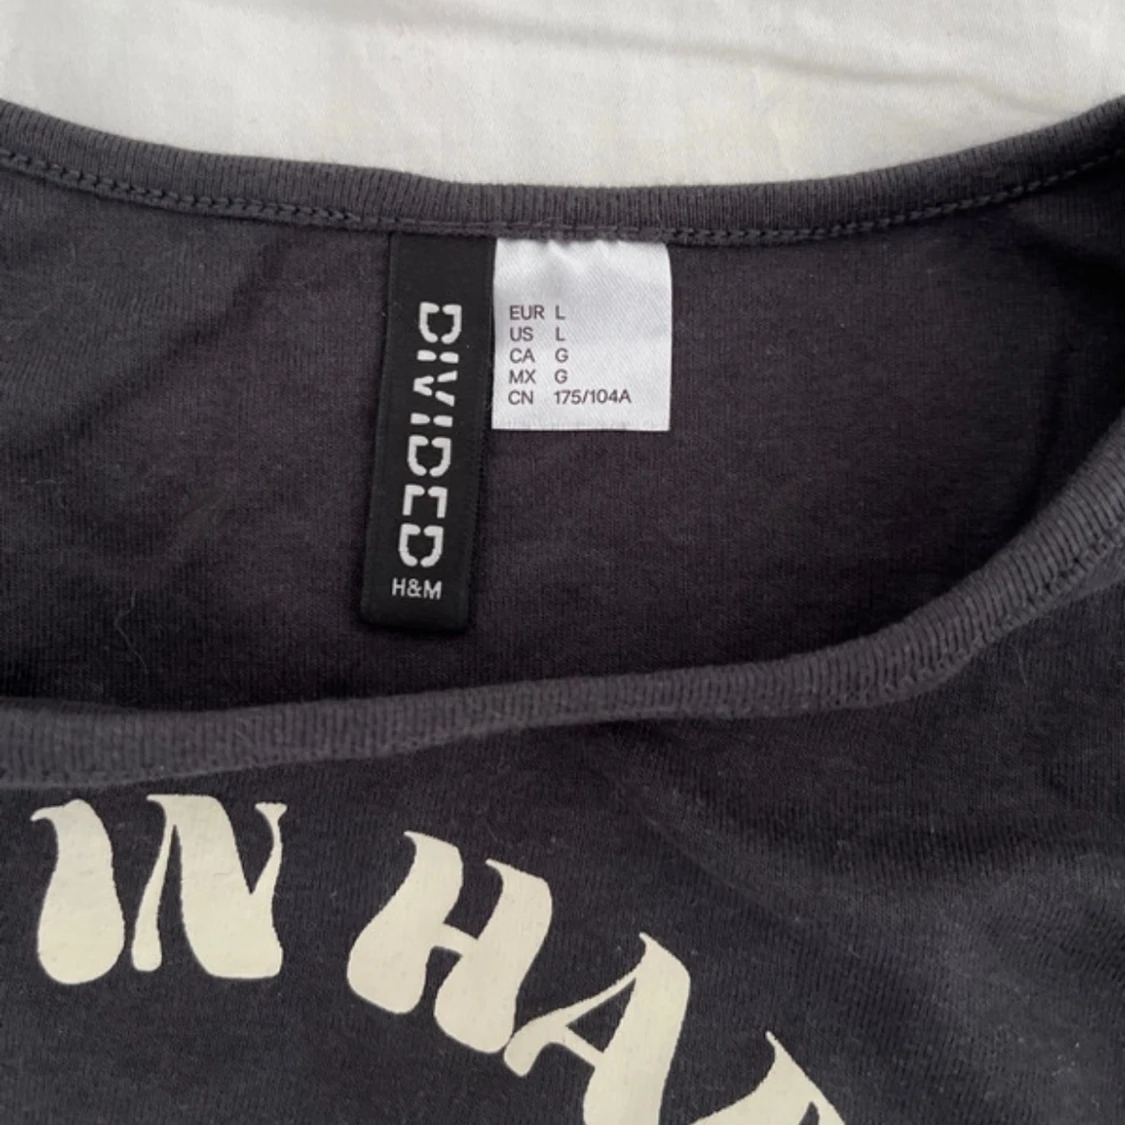 DIVIDED
H&M
EUR L
US L
CA G
MX G
CN 175/104A
IN HA